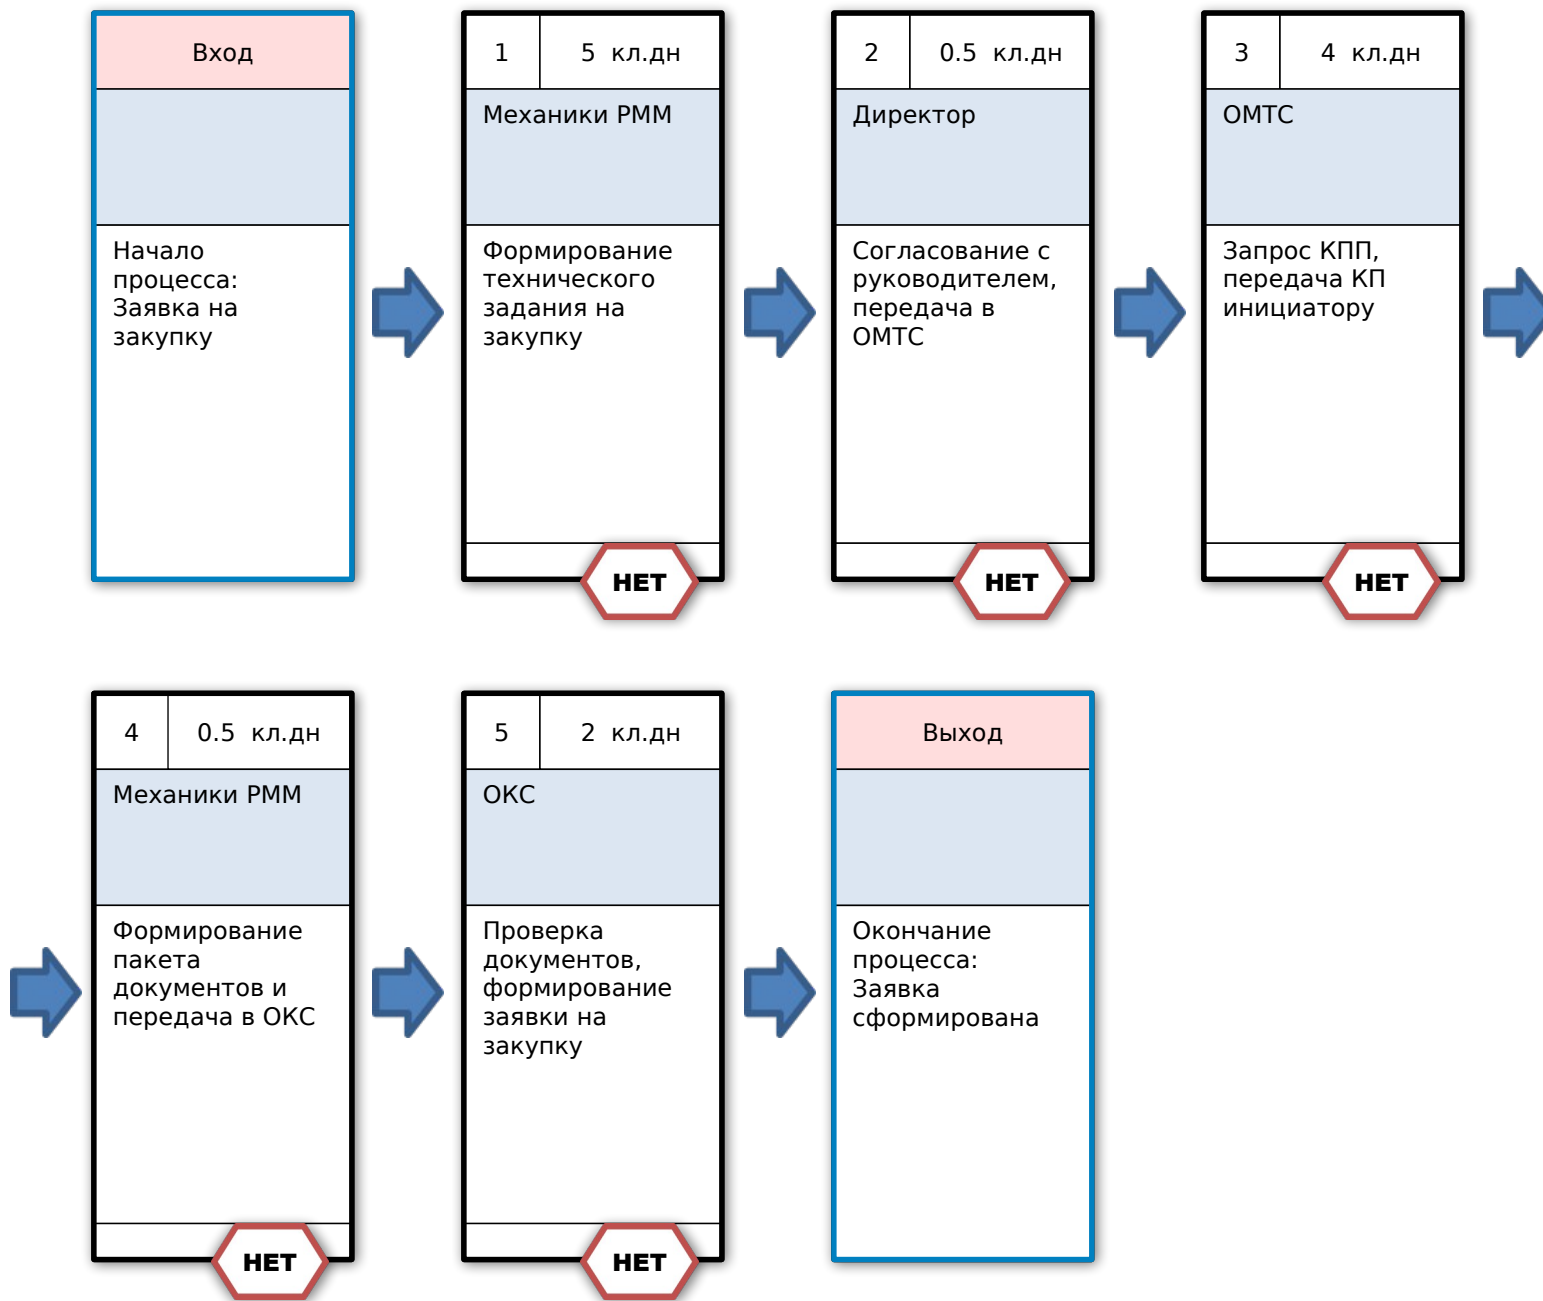 Вход
Начало
процесса:
Заявка на
закупку
1 5 кл.дн
Механики РММ
Формирование
технического
задания на
закупку
НЕТ
2 0.5 кл.дн
Директор
Согласование с
руководителем,
передача в
ОМТС
НЕТ
3 4 кл.дн
ОМТС
Запрос КПП,
передача КП
инициатору
НЕТ
4 0.5 кл.дн
Механики РММ
Формирование
пакета
документов и
передача в ОКС
НЕТ
5 2 кл.дн
ОКС
Проверка
документов,
формирование
заявки на
закупку
НЕТ
Выход
Окончание
процесса:
Заявка
сформирована